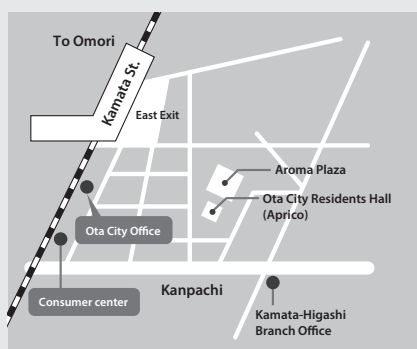 To Omori
Kamata St.
East Exit
Aroma Plaza
Ota City Residents Hall
(Aprico)
Ota City Office
Consumer center
Kanpachi
Kamata-Higashi
Branch Office